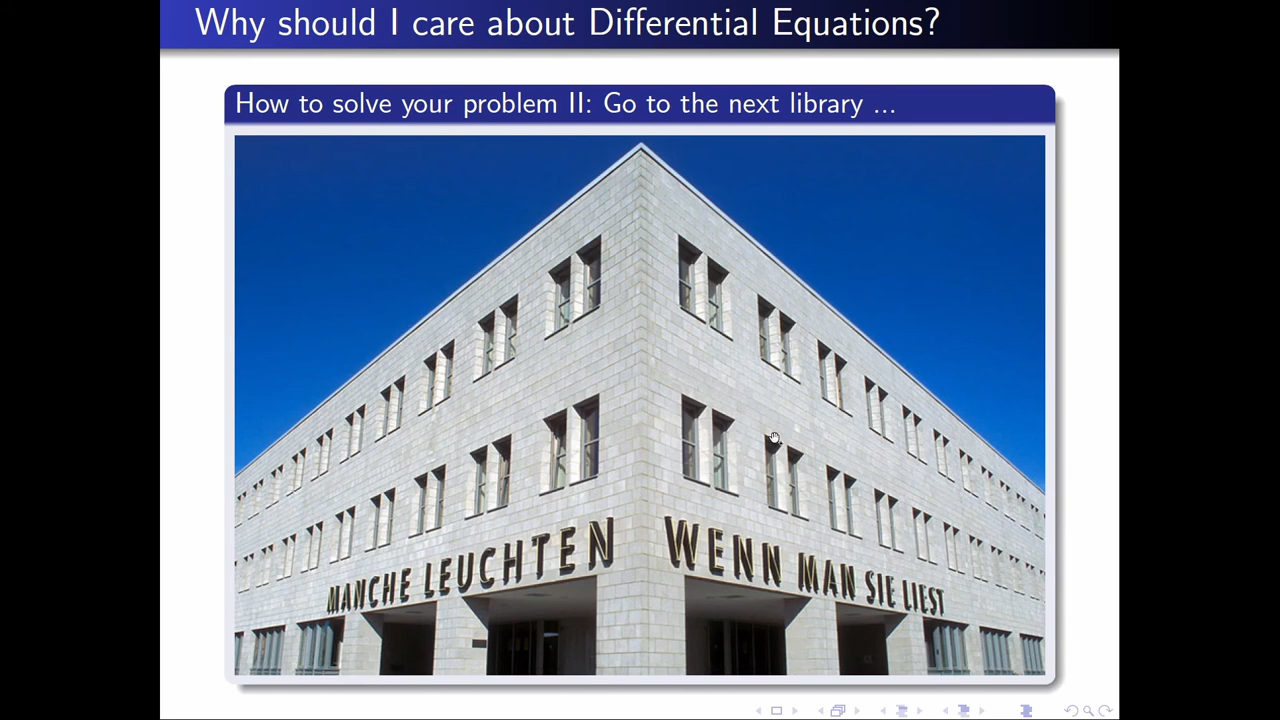 Why should I care about Differential Equations?
How to solve your problem II: Go to the next library ...
MANCHE LEUCHTEN WENN MAN SIE LIEST